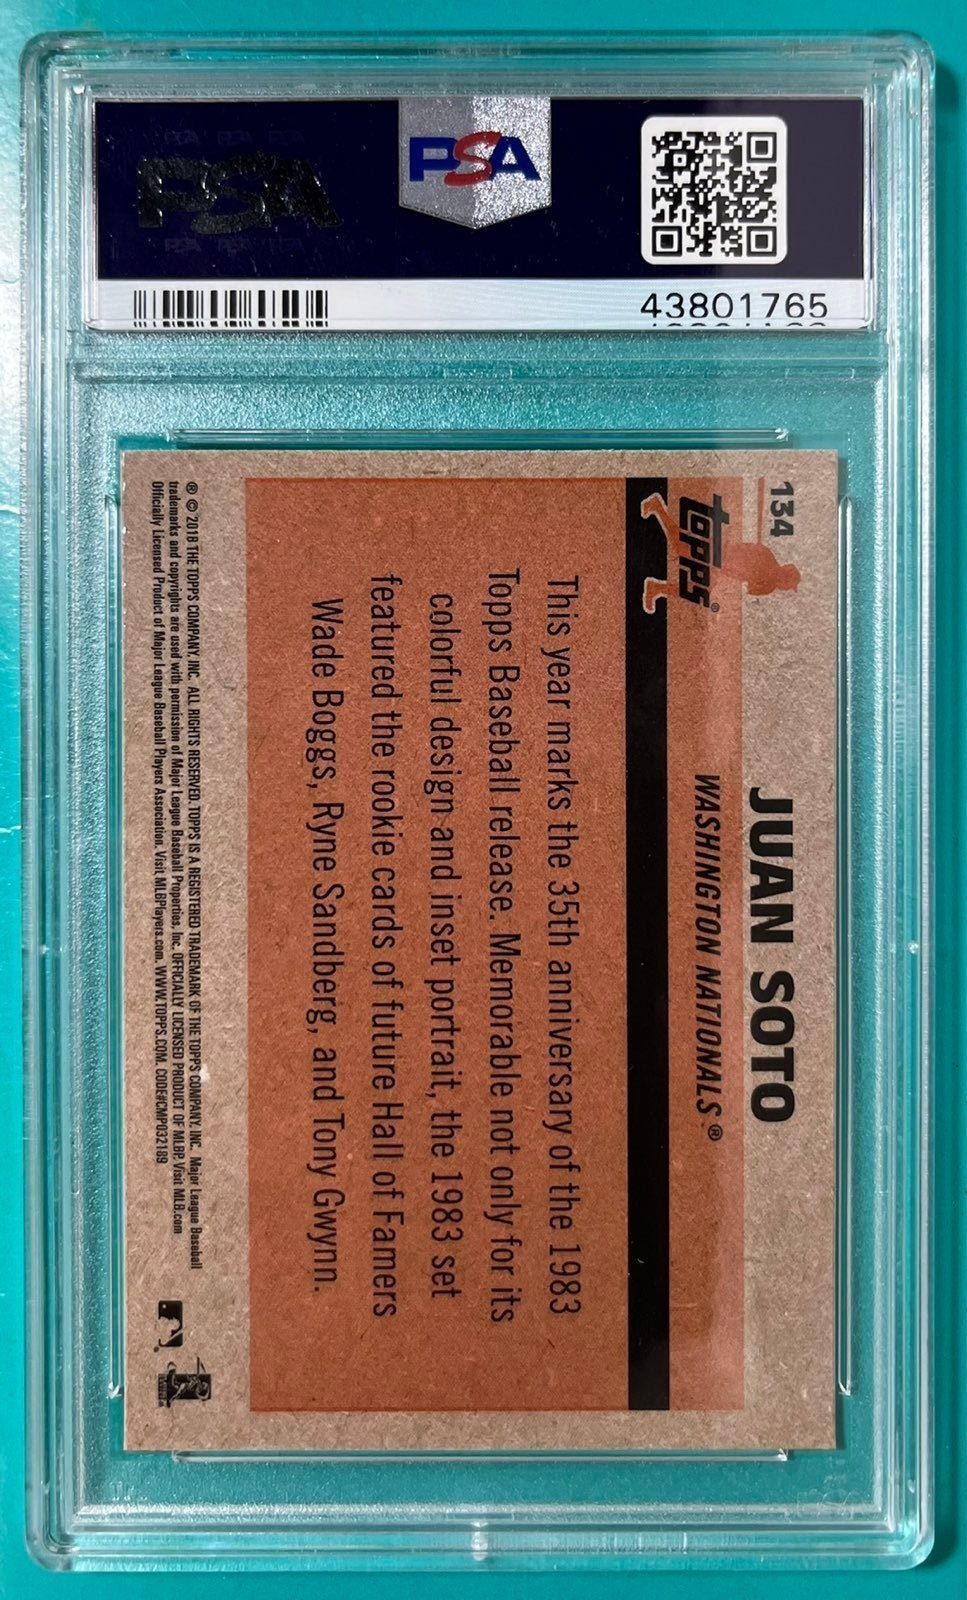 PSA
PSA
43801765
134
topps®
JUAN SOTO
WASHINGTON NATIONALS®
This year marks the 35th anniversary of the 1983
Topps Baseball release. Memorable not only for its
colorful design and inset portrait, the 1983 set
featured the rookie cards of future Hall of Famers
Wade Boggs, Ryne Sandberg, and Tony Gwynn.
® © 2018 THE TOPPS COMPANY, INC. ALL RIGHTS RESERVED. TOPPS IS A REGISTERED TRADEMARK OF THE TOPPS COMPANY, INC. Major League Baseball
trademarks and copyrights are used with permission of Major League Baseball Properties, Inc. OFFICIALLY LICENSED PRODUCT OF MLBP. Visit MLB.com
Officially Licensed Product of Major League Baseball Players Association. Visit MLBPlayers.com. WWW.TOPPS.COM. CODE#CMP032189